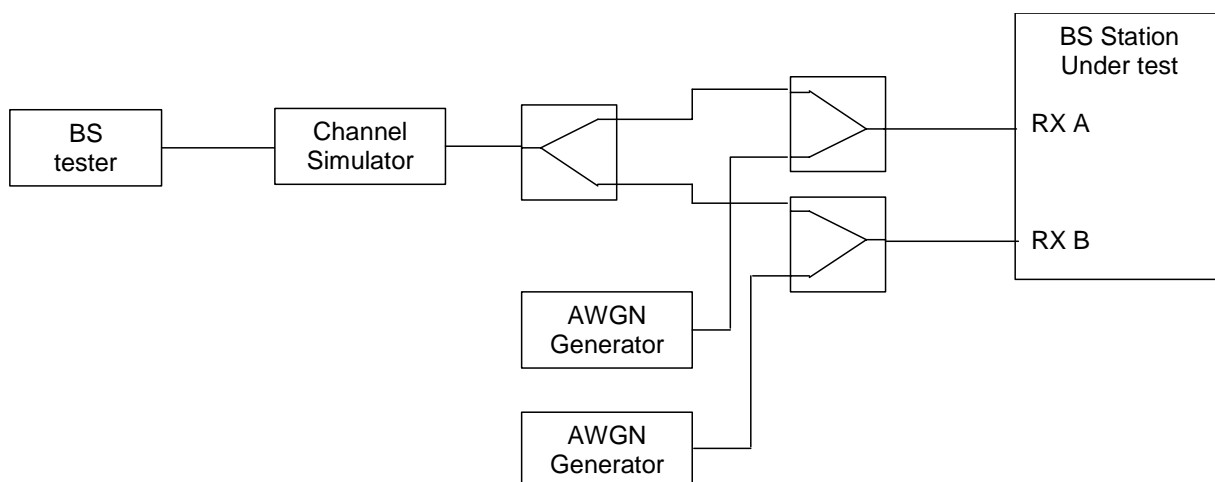 BS
tester
Channel
Simulator
BS Station
Under test
RX A
RX B
AWGN
Generator
AWGN
Generator